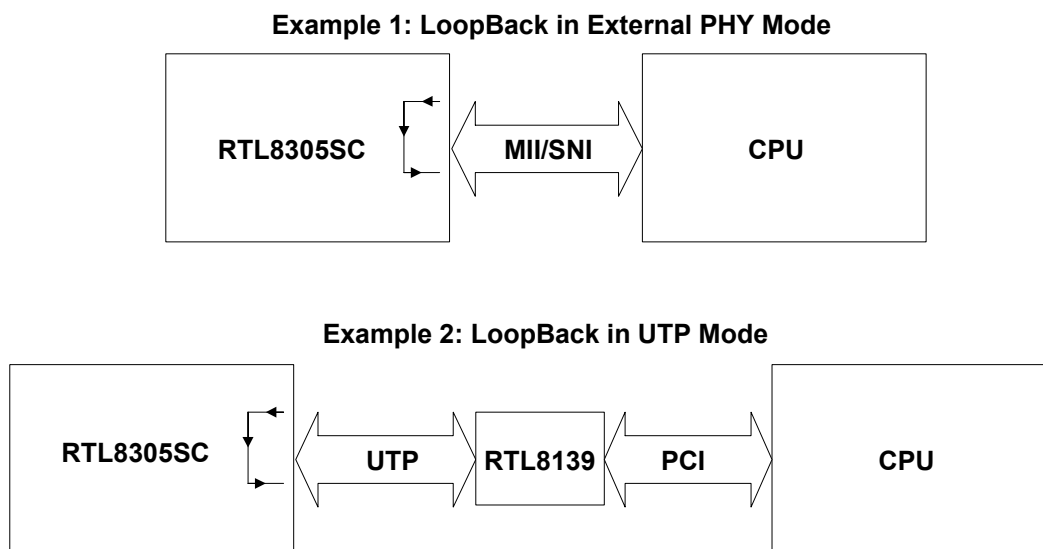 Example 1: LoopBack in External PHY Mode
RTL8305SC
MII/SNI
CPU
Example 2: LoopBack in UTP Mode
RTL8305SC
UTP
RTL8139
PCI
CPU